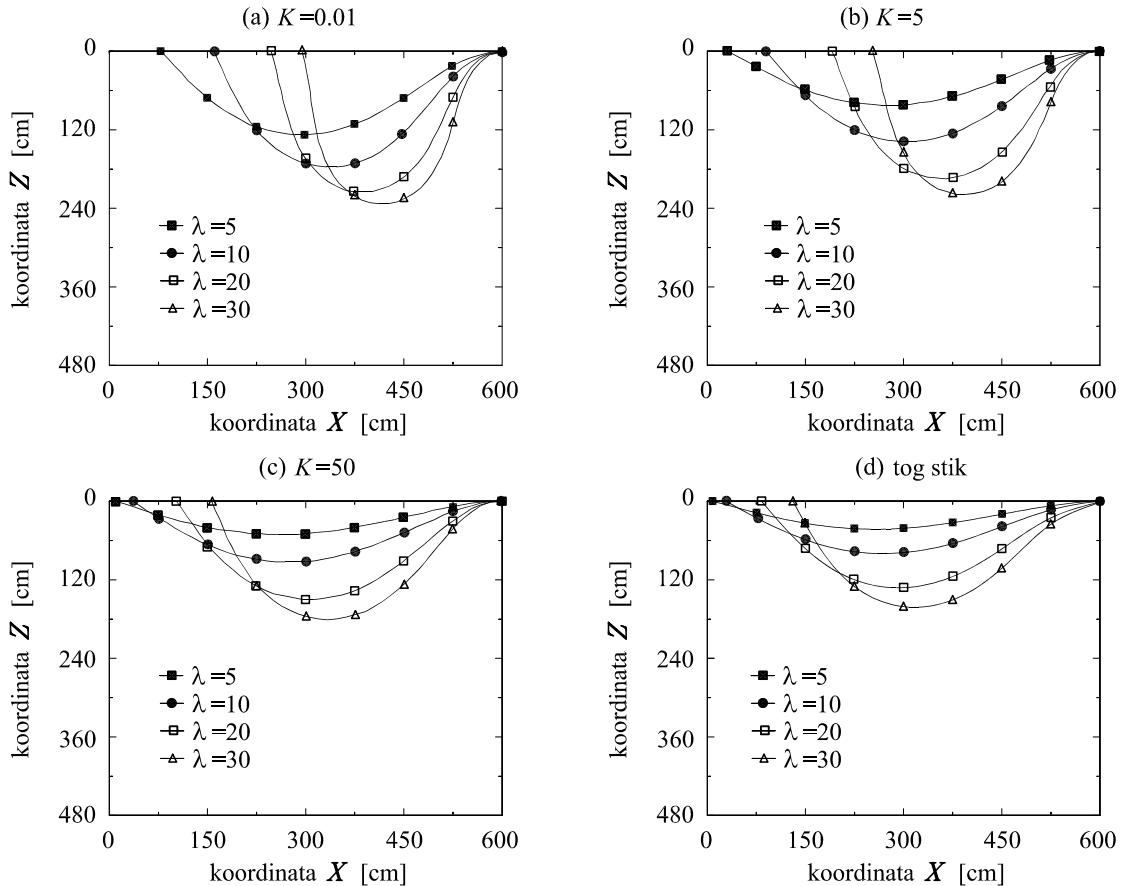 (a) K=0.01
0
120
240
360
480
koordinata Z [cm]
λ=5
λ=10
λ=20
λ=30
0 150 300 450 600
koordinata X [cm]
(b) K=5
0
120
240
360
480
koordinata Z [cm]
λ=5
λ=10
λ=20
λ=30
0 150 300 450 600
koordinata X [cm]
(c) K=50
0
120
240
360
480
koordinata Z [cm]
λ=5
λ=10
λ=20
λ=30
0 150 300 450 600
koordinata X [cm]
(d) tog stik
0
120
240
360
480
koordinata Z [cm]
λ=5
λ=10
λ=20
λ=30
0 150 300 450 600
koordinata X [cm]